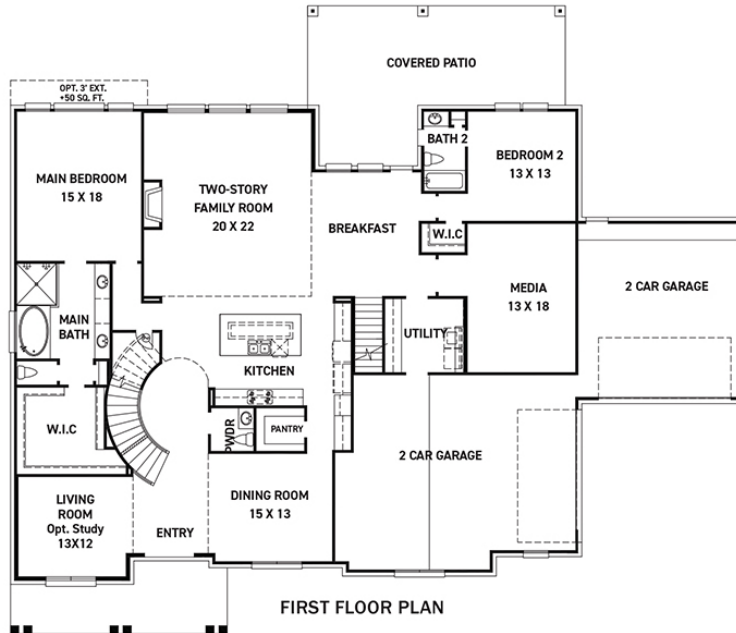 COVERED PATIO
OPT. 3' EXT.
+50 SQ. FT.
BATH 2
BEDROOM 2
13 X 13
MAIN BEDROOM
15 X 18
TWO-STORY
FAMILY ROOM
20 X 22
BREAKFAST
W.I.C
MEDIA
13 X 18
2 CAR GARAGE
MAIN
BATH
UTILITY
KITCHEN
W.I.C
PWDR
PANTRY
2 CAR GARAGE
LIVING
ROOM
Opt. Study
13X12
DINING ROOM
15 X 13
ENTRY
FIRST FLOOR PLAN